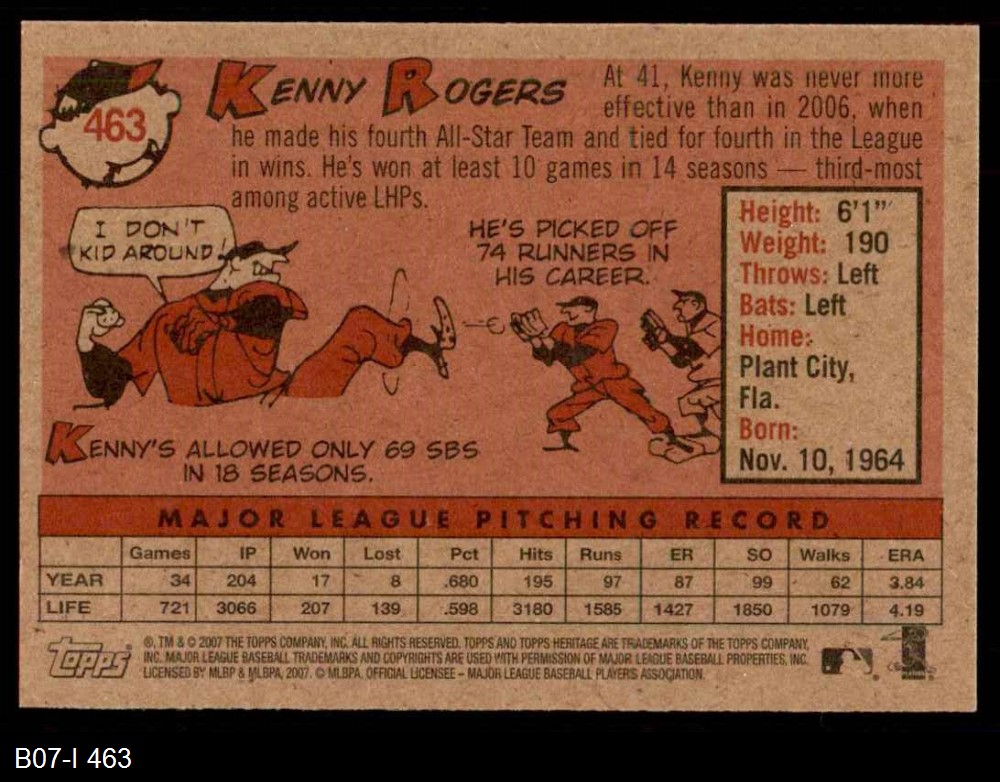 463
KENNY ROGERS
At 41, Kenny was never more
effective than in 2006, when
he made his fourth All-Star Team and tied for fourth in the League
in wins. He's won at least 10 games in 14 seasons — third-most
among active LHPs.
I DON'T
KID AROUND!
HE'S PICKED OFF
74 RUNNERS IN
HIS CAREER.
KENNY'S ALLOWED ONLY 69 SBS
IN 18 SEASONS.
Height: 6'1"
Weight: 190
Throws: Left
Bats: Left
Home:
Plant City,
Fla.
Born:
Nov. 10, 1964
MAJOR LEAGUE PITCHING RECORD
Games IP Won Lost Pct Hits Runs ER SO Walks ERA
YEAR 34 204 17 8 .680 195 97 87 99 62 3.84
LIFE 721 3066 207 139 .598 3180 1585 1427 1850 1079 4.19
Topps
®, TM & © 2007 THE TOPPS COMPANY, INC. ALL RIGHTS RESERVED. TOPPS AND TOPPS HERITAGE ARE TRADEMARKS OF THE TOPPS COMPANY,
INC. MAJOR LEAGUE BASEBALL TRADEMARKS AND COPYRIGHTS ARE USED WITH PERMISSION OF MAJOR LEAGUE BASEBALL PROPERTIES, INC.
LICENSED BY MLBP & MLBPA, 2007. © MLBPA. OFFICIAL LICENSEE – MAJOR LEAGUE BASEBALL PLAYERS ASSOCIATION.
B07-I 463